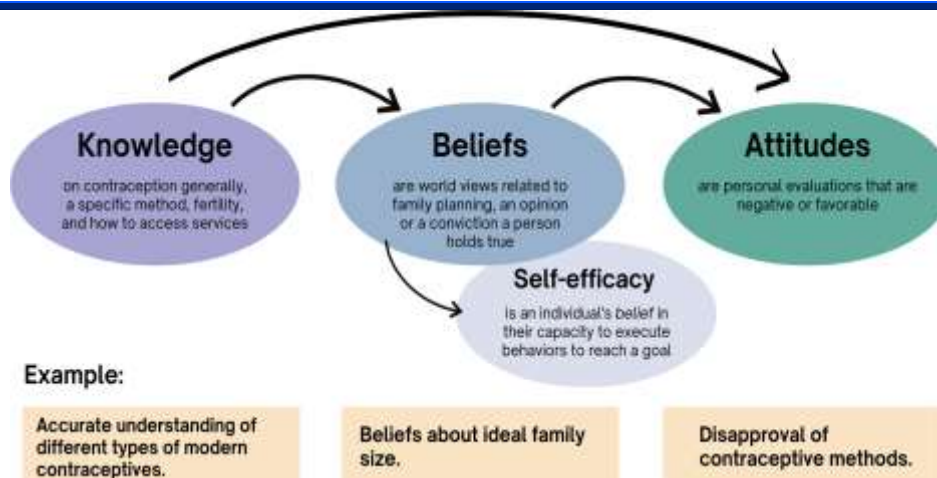 Knowledge
on contraception generally,
a specific method, fertility,
and how to access services
Beliefs
are world views related to
family planning, an opinion
or a conviction a person
holds true
Attitudes
are personal evaluations that are
negative or favorable
Self-efficacy
is an individual's belief in
their capacity to execute
behaviors to reach a goal
Example:
Accurate understanding of
different types of modern
contraceptives.
Beliefs about ideal family
size.
Disapproval of
contraceptive methods.